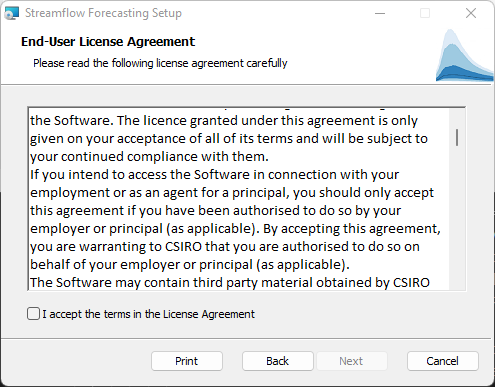 Streamflow Forecasting Setup
End-User License Agreement
Please read the following license agreement carefully
the Software. The licence granted under this agreement is only
given on your acceptance of all of its terms and will be subject to
your continued compliance with them.
If you intend to access the Software in connection with your
employment or as an agent for a principal, you should only accept
this agreement if you have been authorised to do so by your
employer or principal (as applicable). By accepting this agreement,
you are warranting to CSIRO that you are authorised to do so on
behalf of your employer or principal (as applicable).
The Software may contain third party material obtained by CSIRO
I accept the terms in the License Agreement
Print
Back
Next
Cancel